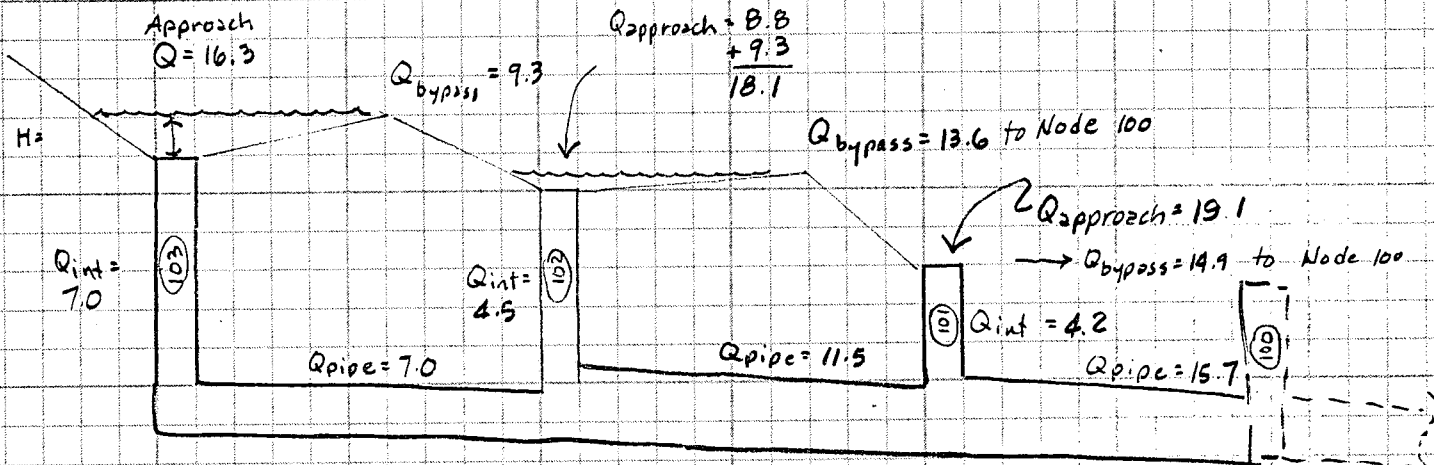 Approach
Q = 16.3
Qbypass = 9.3
Qapproach = 8.8
+ 9.3
18.1
H=
Qbypass = 13.6 to Node 100
Qapproach = 19.1
→ Qbypass = 14.9 to Node 100
Qint =
7.0
103
Qint =
4.5
102
101
Qint = 4.2
100
Qpipe = 7.0
Qpipe = 11.5
Qpipe = 15.7